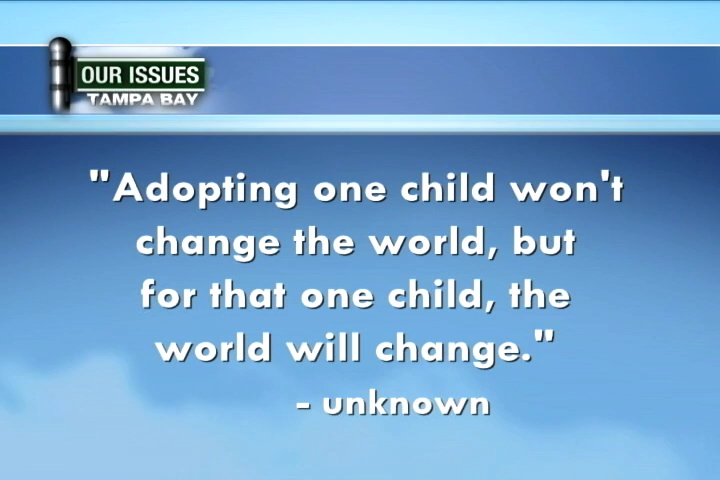 OUR ISSUES
TAMPA BAY
"Adopting one child won't
change the world, but
for that one child, the
world will change."
- unknown